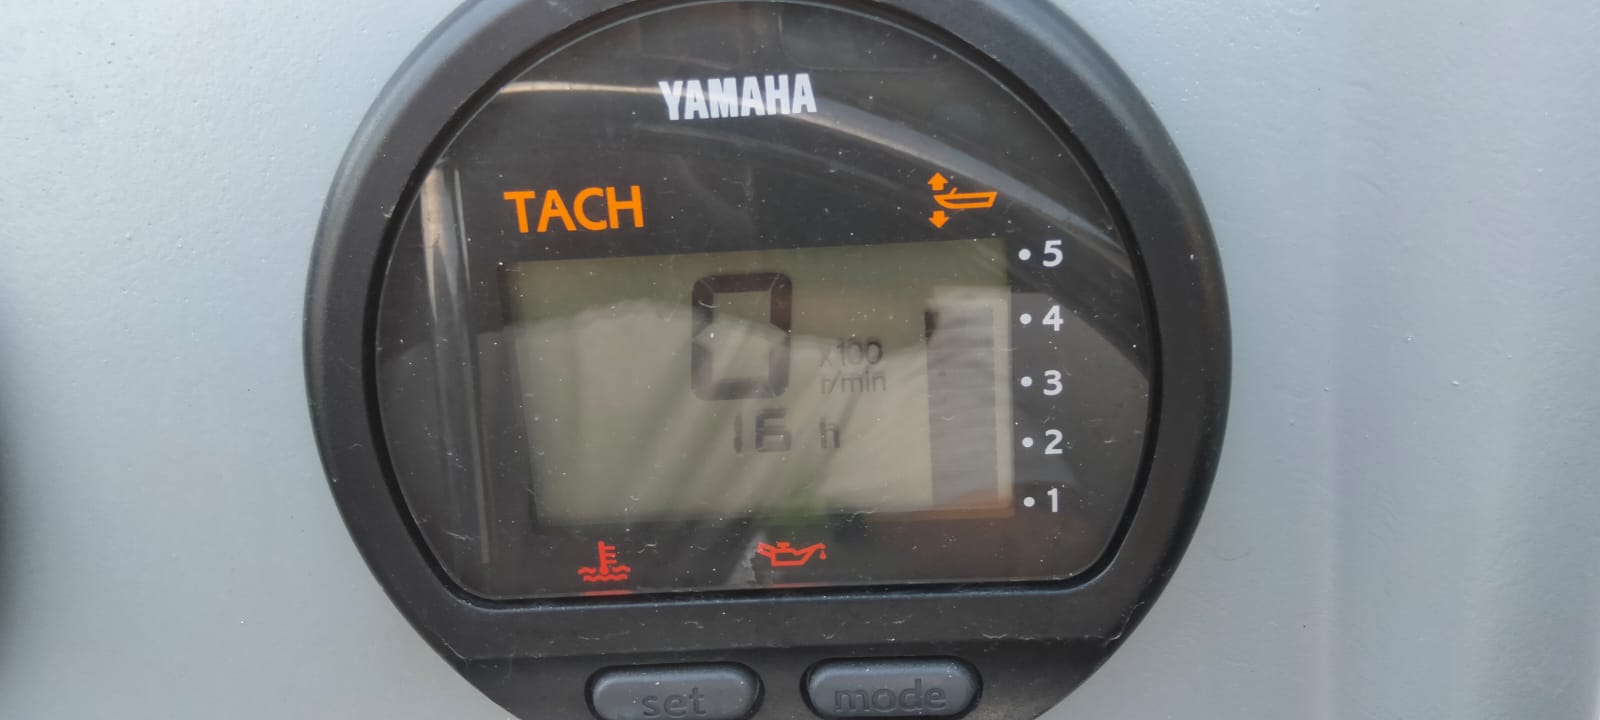 YAMAHA
TACH
• 5
0 x100
r/min
• 4
• 3
16 h
• 2
• 1
set mode